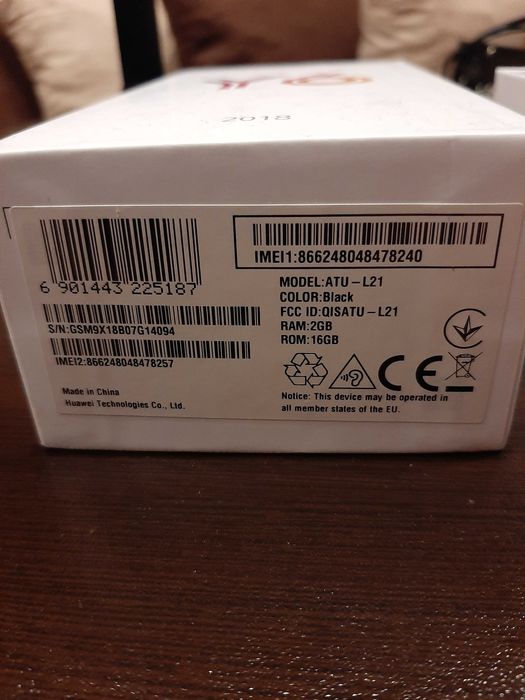 Y6
2018
6 901443 225187
S/N:GSM9X18B07G14094
IMEI2:866248048478257
Made in China
Huawei Technologies Co., Ltd.
IMEI1:866248048478240
MODEL:ATU-L21
COLOR:Black
FCC ID:QISATU-L21
RAM:2GB
ROM:16GB
CE
Notice: This device may be operated in
all member states of the EU.